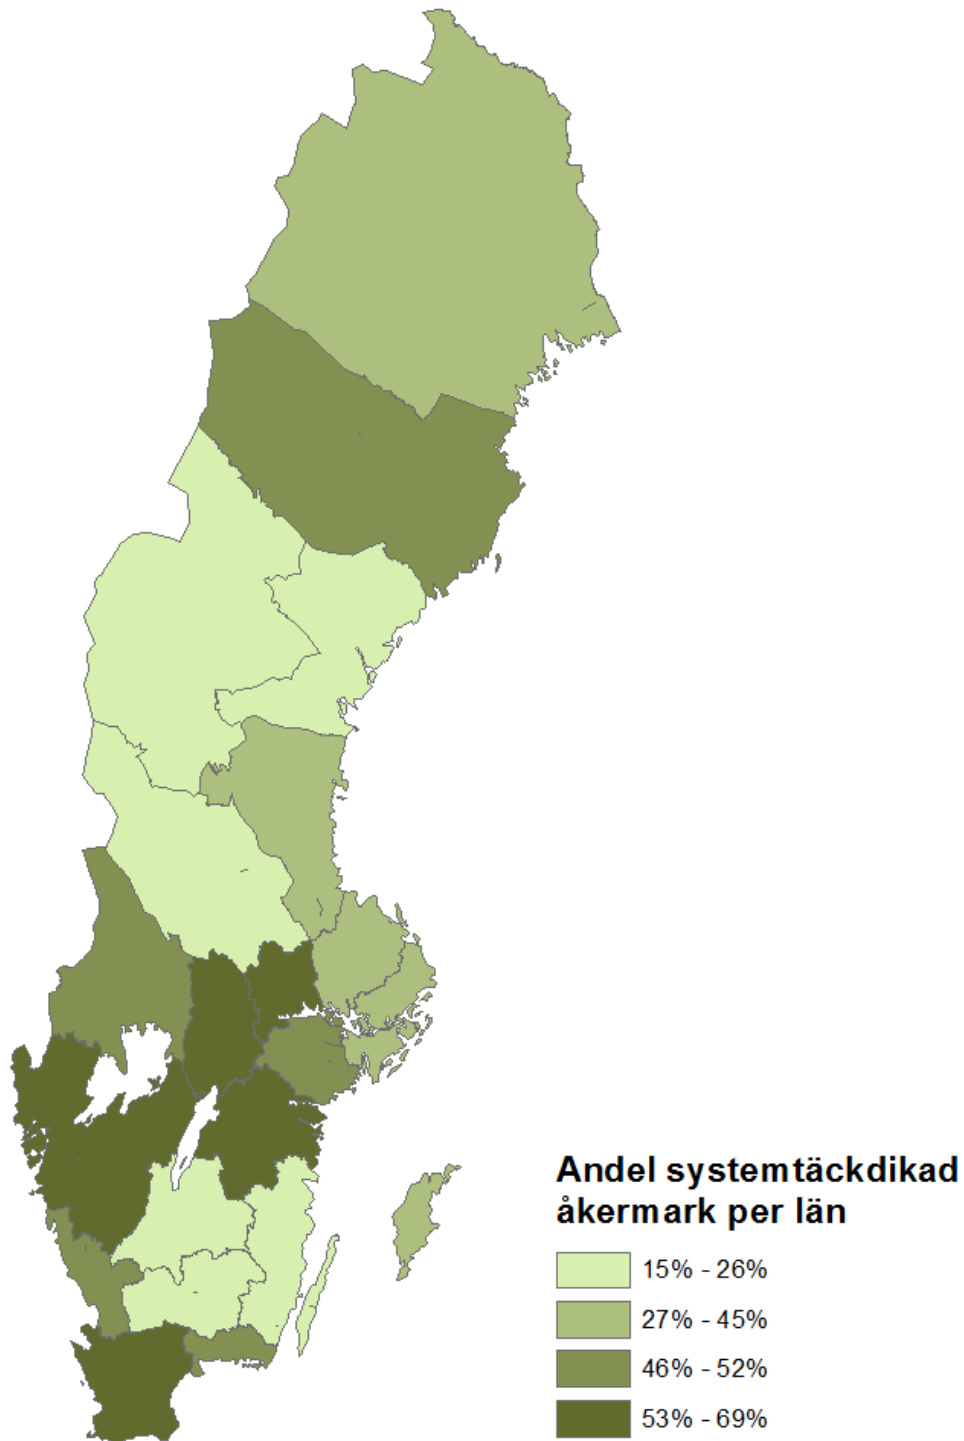 Andel systemtäckdikad
åkermark per län
15% - 26%
27% - 45%
46% - 52%
53% - 69%